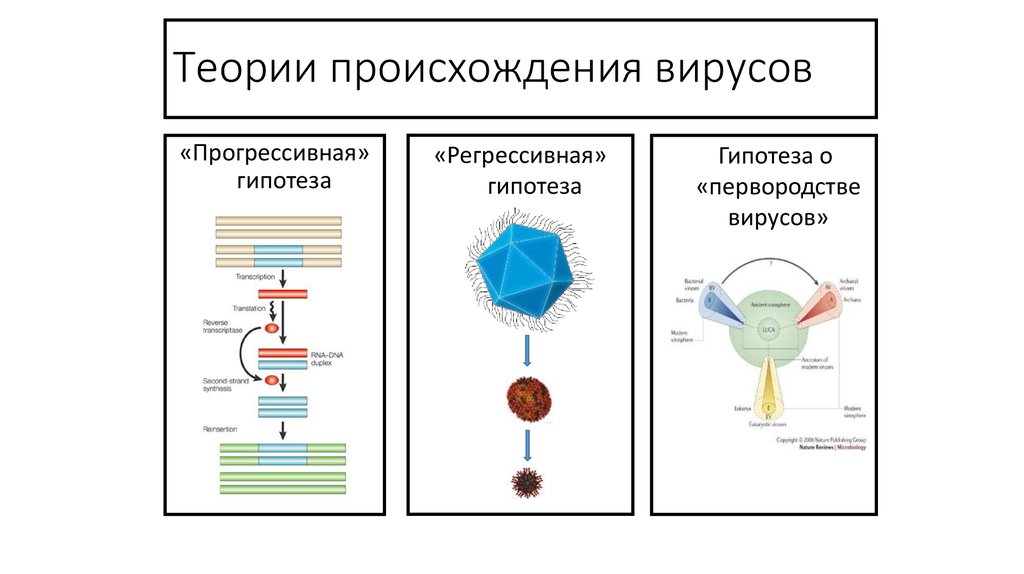 Теории происхождения вирусов
«Прогрессивная»
гипотеза
Transcription
Translation
Reverse
transcriptase
RNA–DNA
duplex
Second-strand
synthesis
Reinsertion
«Регрессивная»
гипотеза
Гипотеза о
«первородстве
вирусов»
?
Bacterial
viruses
BV
AV
Archaeal
viruses
Bacteria
B
A
Archaea
Ancient virosphere
LUCA
Modern
virosphere
Ancestors of
modern viruses
Eukarya
E
EV
Modern
virosphere
Eukaryotic viruses
Copyright © 2006 Nature Publishing Group
Nature Reviews | Microbiology